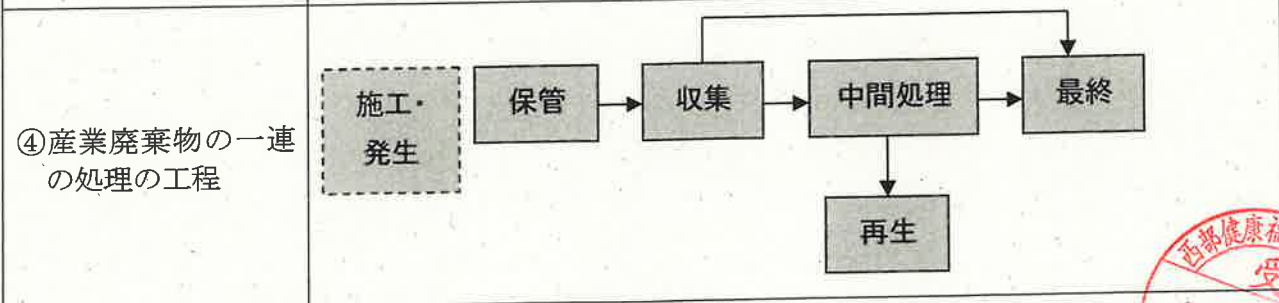 ④産業廃棄物の一連
の処理の工程
施工・
発生
保管
収集
中間処理
最終
再生
西部健康福
受